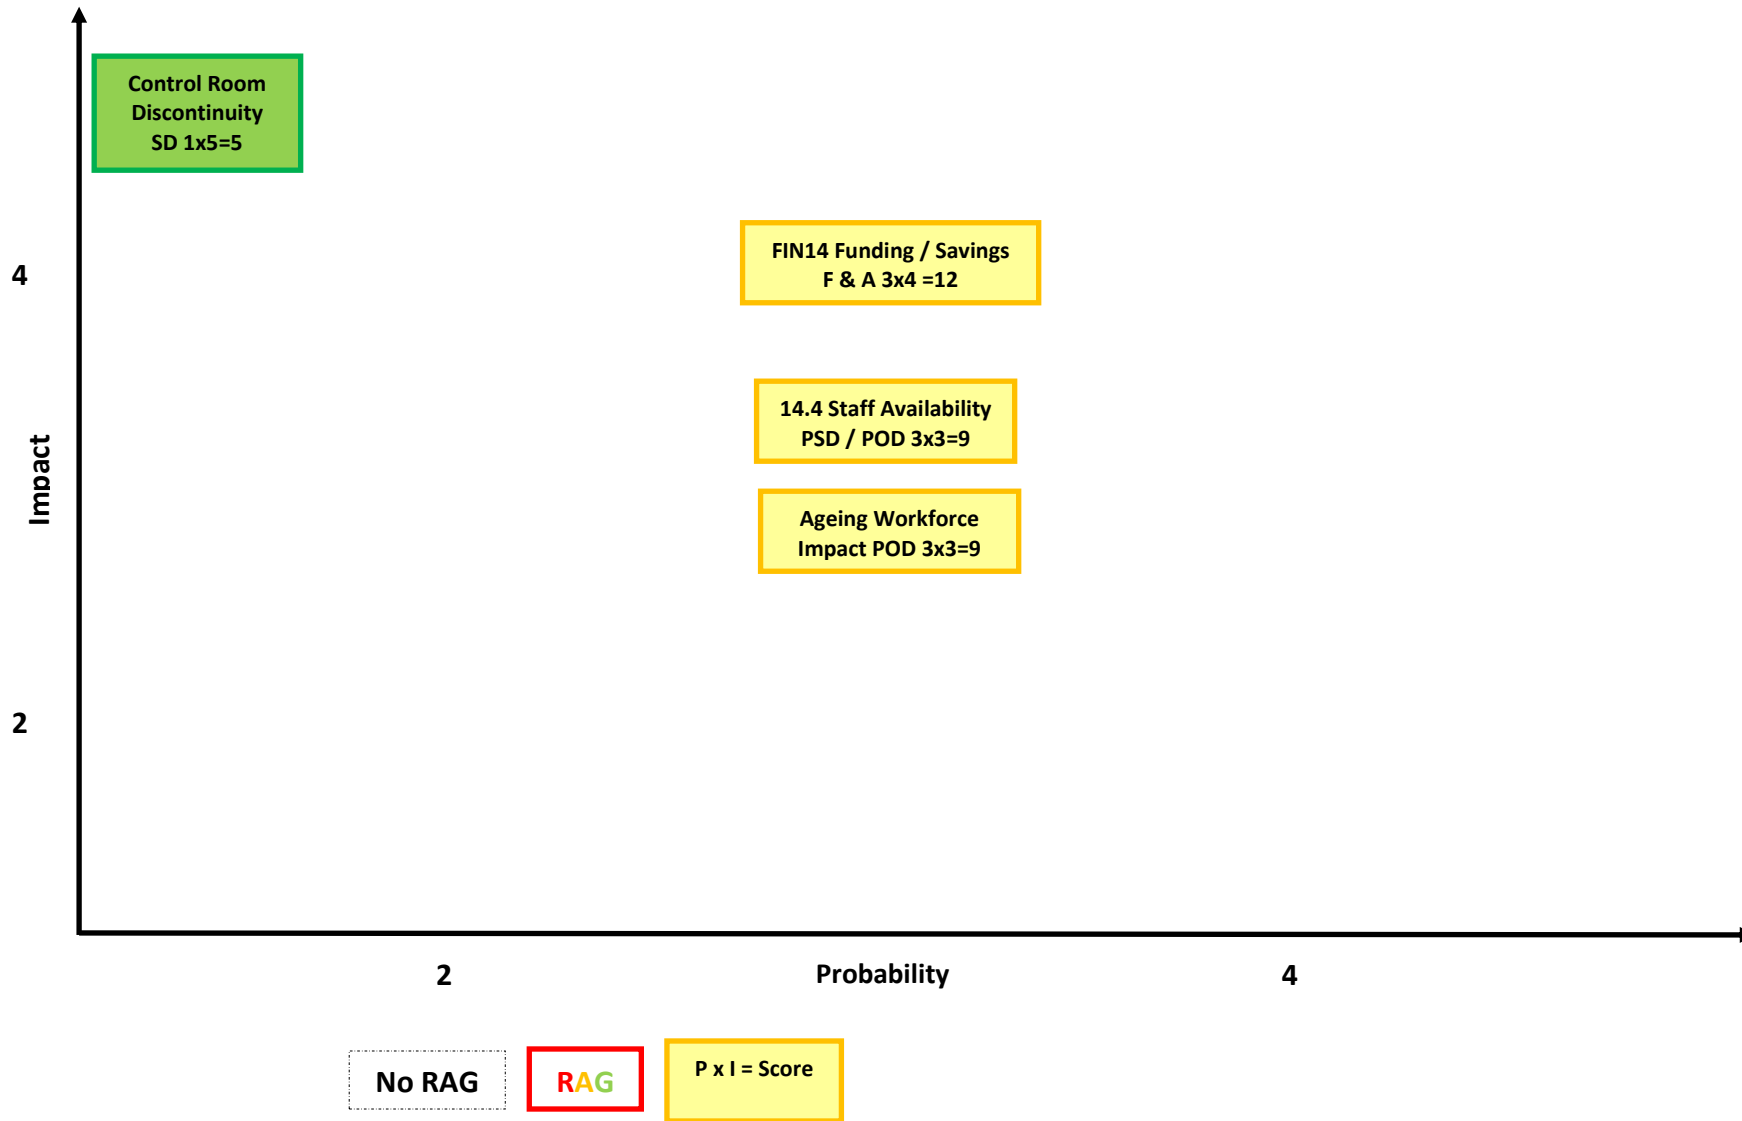 Control Room
Discontinuity
SD 1x5=5
FIN14 Funding / Savings
F & A 3x4 =12
4
14.4 Staff Availability
PSD / POD 3x3=9
Impact
Ageing Workforce
Impact POD 3x3=9
2
2
Probability
4
No RAG
RAG
P x I = Score